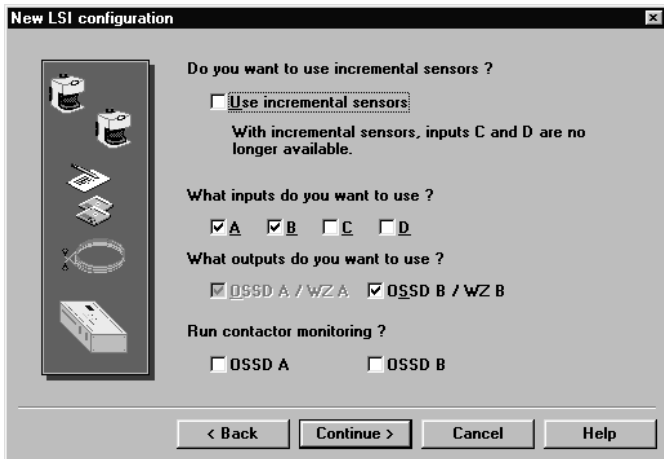 New LSI configuration
Do you want to use incremental sensors ?
Use incremental sensors
With incremental sensors, inputs C and D are no
longer available.
What inputs do you want to use ?
A B C D
What outputs do you want to use ?
OSSD A / WZ A OSSD B / WZ B
Run contactor monitoring ?
OSSD A OSSD B
< Back Continue > Cancel Help